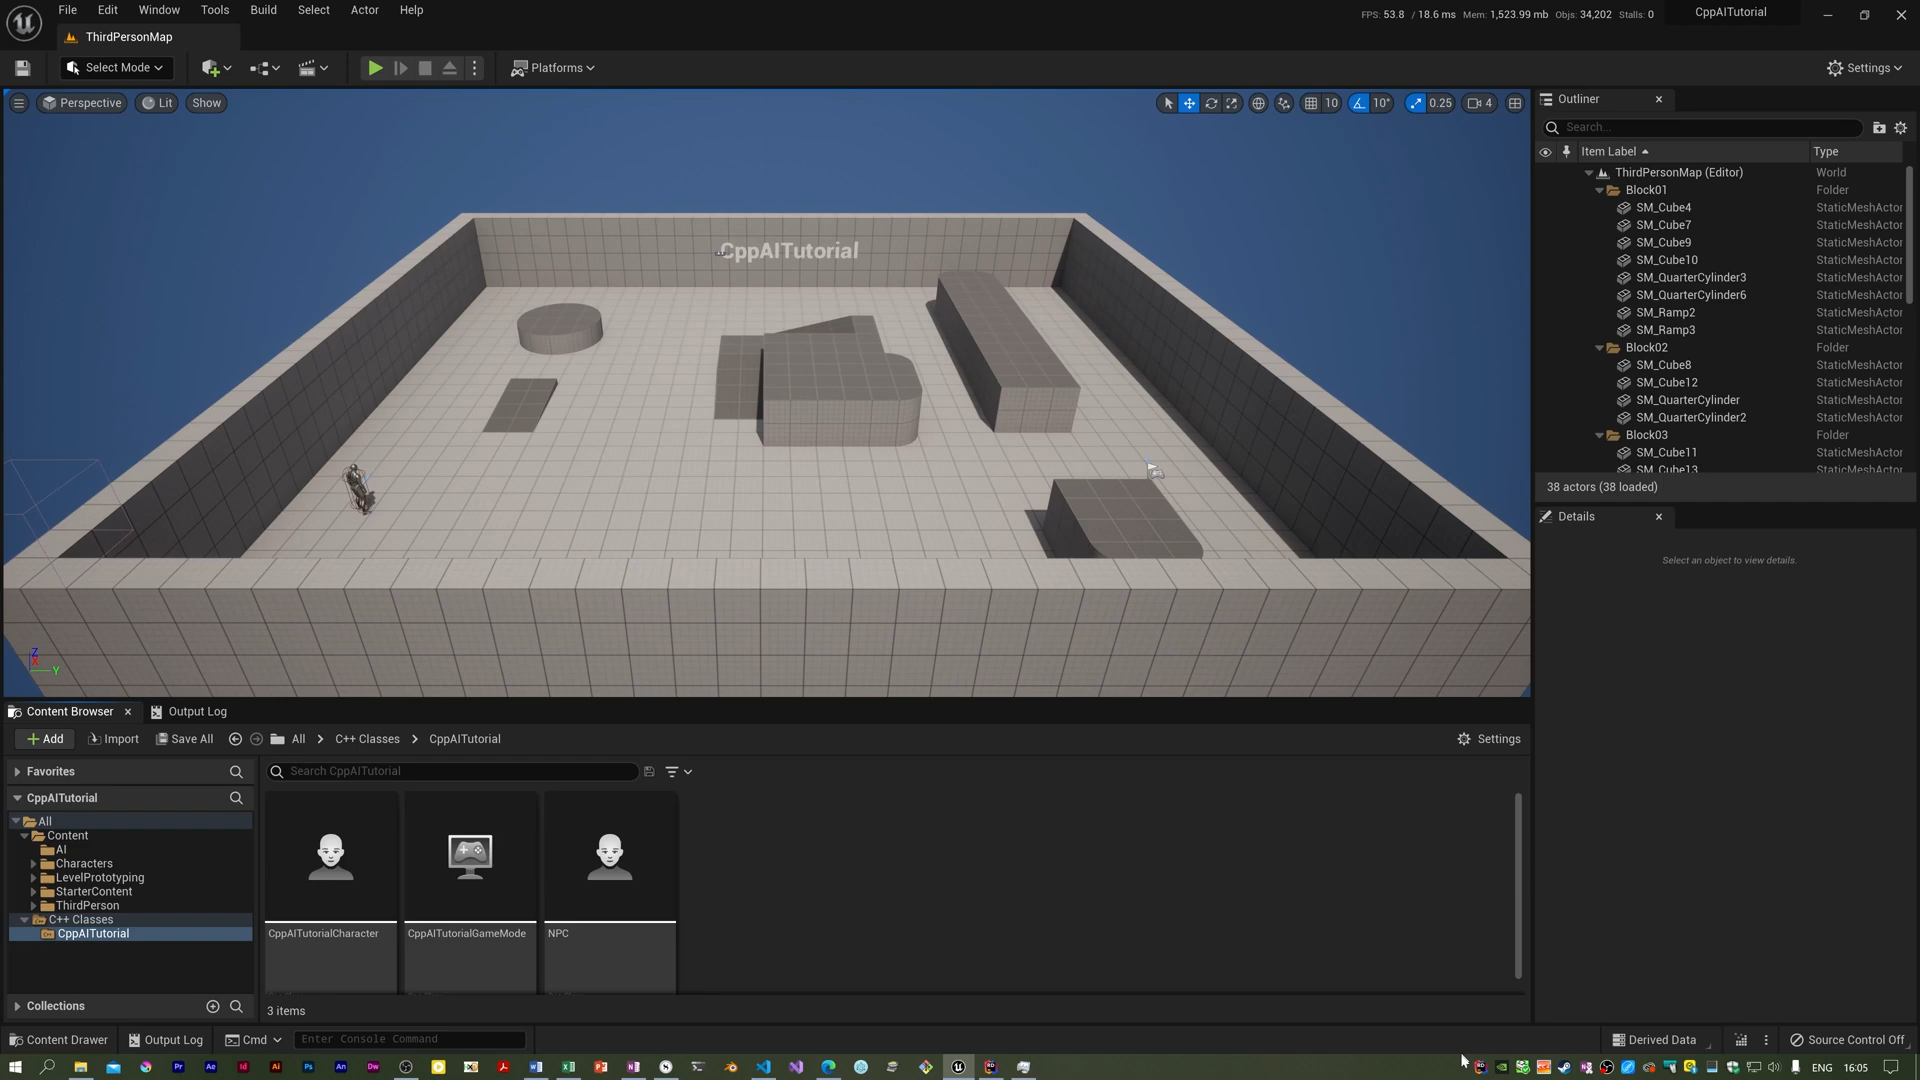 File Edit Window Tools Build Select Actor Help
FPS: 53.8 / 18.6 ms Mem: 1,523.99 mb Objs: 34,202 Stalls: 0 CppAITutorial
ThirdPersonMap
Select Mode Platforms Settings
Perspective Lit Show 10 10° 0.25 4
CppAITutorial
Z
X
Y
Outliner
Search...
Item Label Type
ThirdPersonMap (Editor) World
Block01 Folder
SM_Cube4 StaticMeshActor
SM_Cube7 StaticMeshActor
SM_Cube9 StaticMeshActor
SM_Cube10 StaticMeshActor
SM_QuarterCylinder3 StaticMeshActor
SM_QuarterCylinder6 StaticMeshActor
SM_Ramp2 StaticMeshActor
SM_Ramp3 StaticMeshActor
Block02 Folder
SM_Cube8 StaticMeshActor
SM_Cube12 StaticMeshActor
SM_QuarterCylinder StaticMeshActor
SM_QuarterCylinder2 StaticMeshActor
Block03 Folder
SM_Cube11 StaticMeshActor
SM_Cube13 StaticMeshActor
38 actors (38 loaded)
Details
Select an object to view details.
Content Browser Output Log
Add Import Save All All C++ Classes CppAITutorial Settings
Favorites
CppAITutorial
All
Content
AI
Characters
LevelPrototyping
StarterContent
ThirdPerson
C++ Classes
CppAITutorial
Collections
Search CppAITutorial
CppAITutorialCharacter CppAITutorialGameMode NPC
3 items
Content Drawer Output Log Cmd Enter Console Command Derived Data Source Control Off
Pr Ae Id Ai Ps An Dw
ENG 16:05